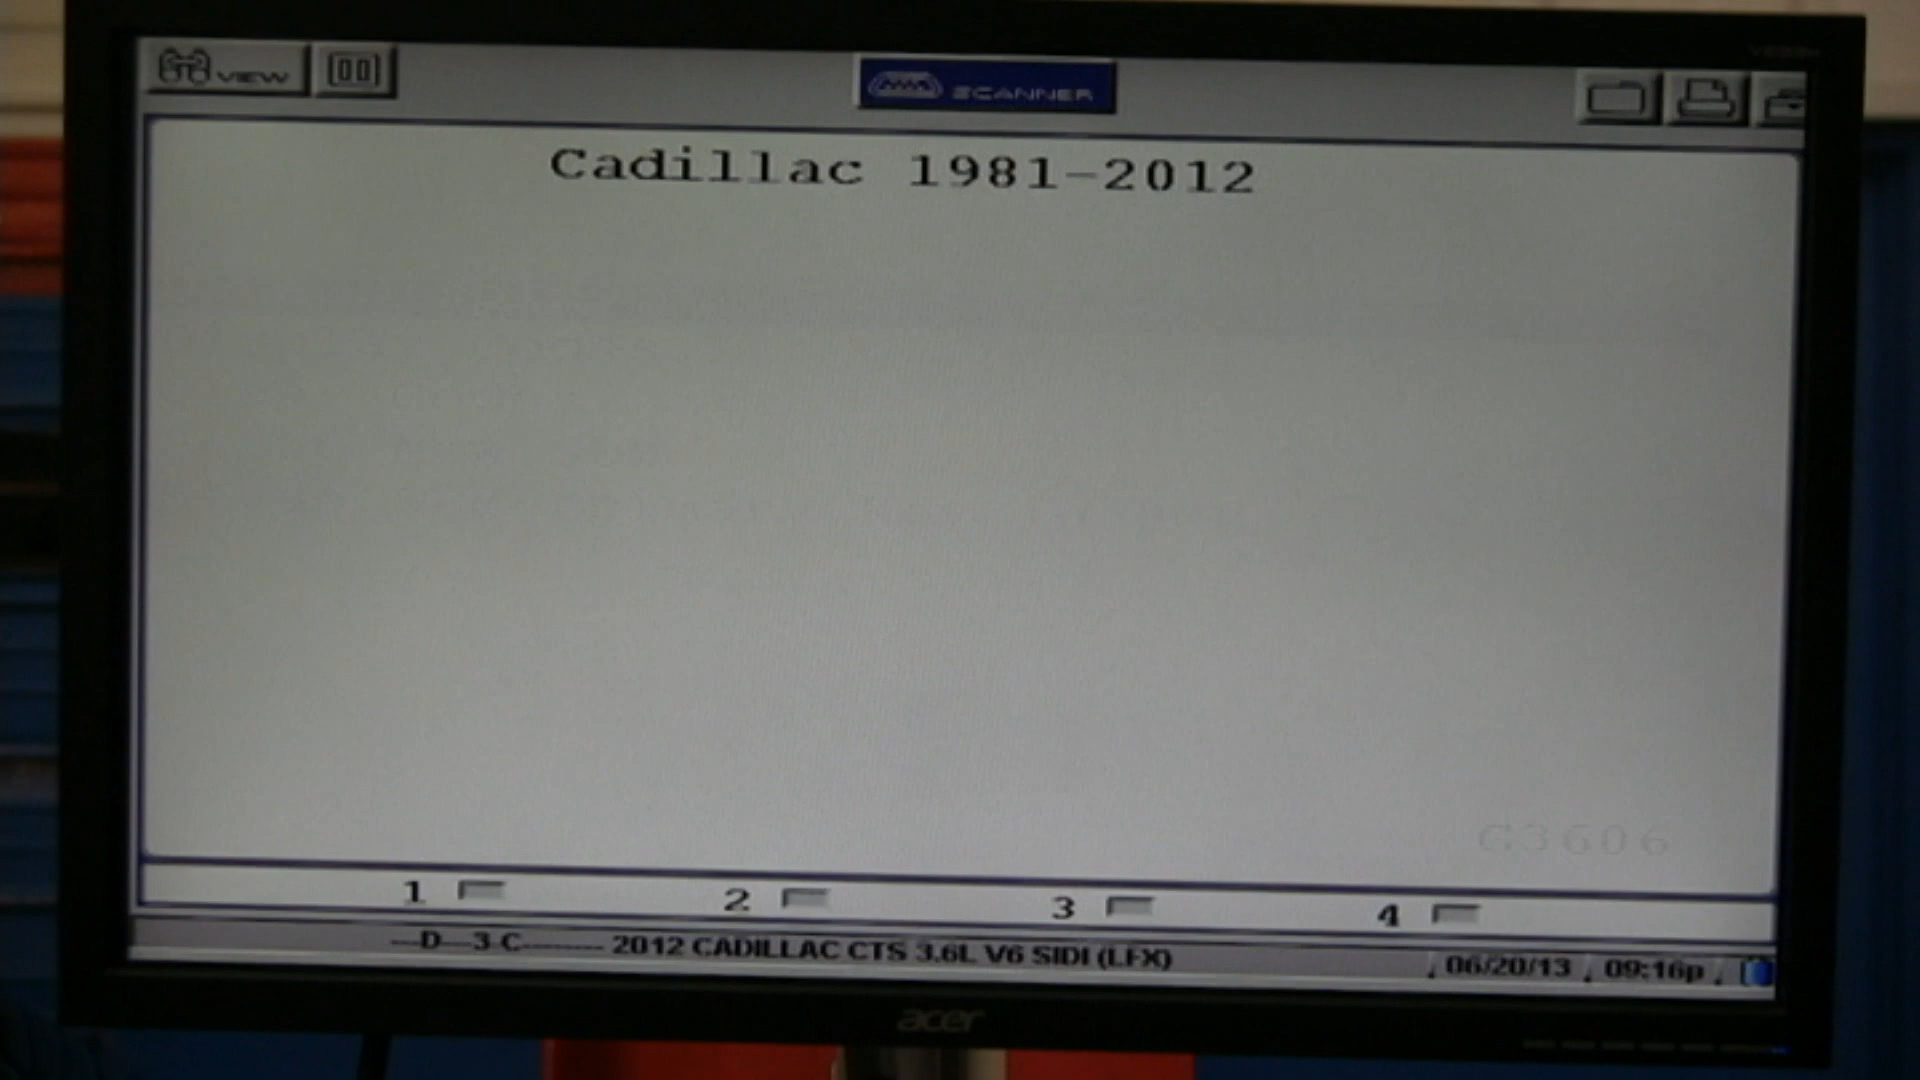 VIEW
SCANNER
Cadillac 1981-2012
C3606
1 2 3 4
---D---3 C--------- 2012 CADILLAC CTS 3.6L V6 SIDI (LFX)
06/20/13 09:16p
acer